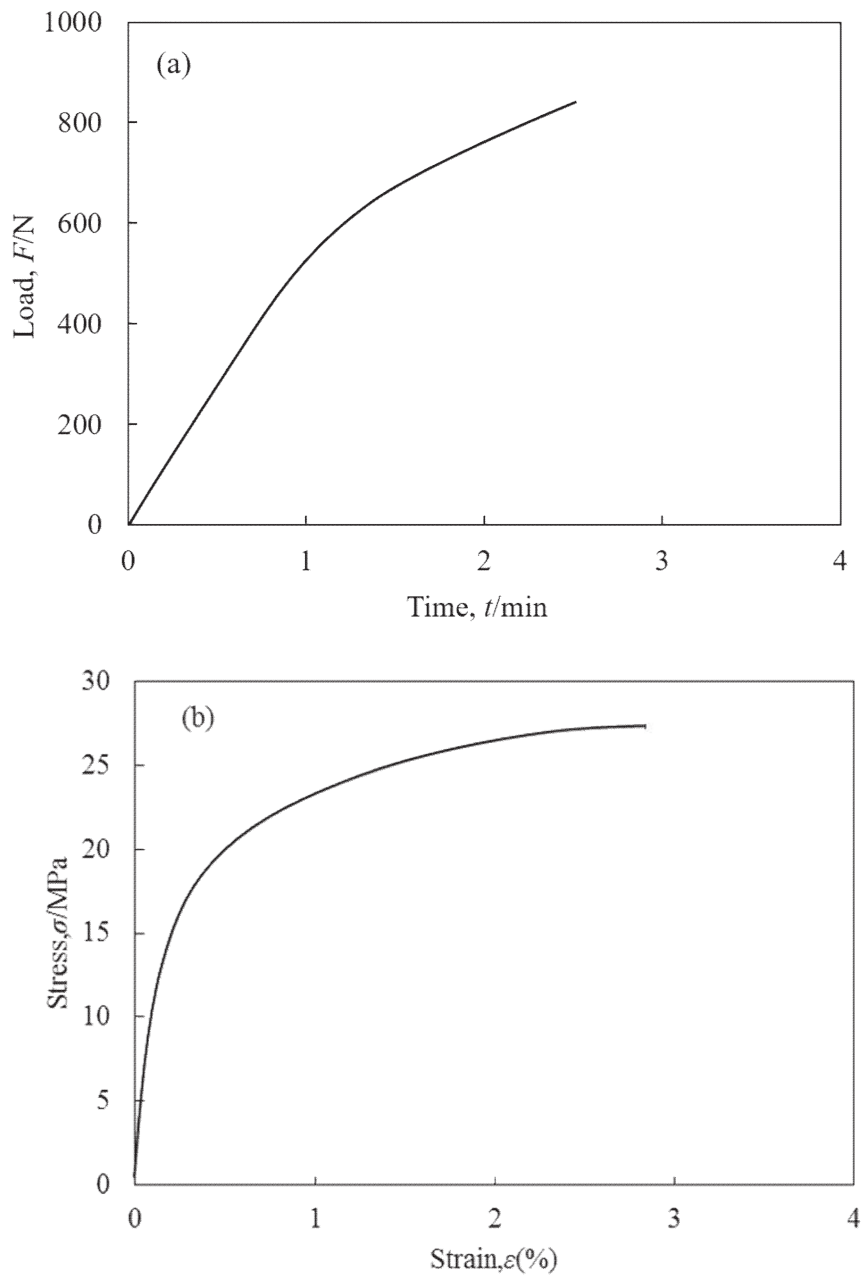 1000
(a)
800
600
400
200
0
0 1 2 3 4
Load, F/N
Time, t/min
30
(b)
25
20
15
10
5
0
0 1 2 3 4
Stress,σ/MPa
Strain,ε(%)